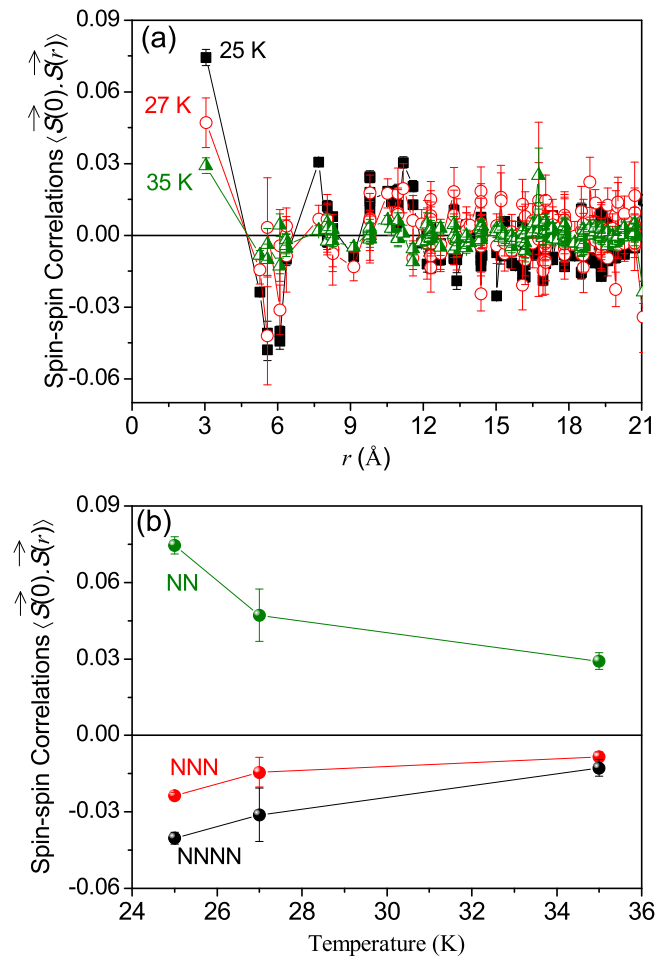 (a)
25 K
27 K
35 K
Spin-spin Correlations ⟨S(0).S(r)⟩
0.09
0.06
0.03
0.00
-0.03
-0.06
0 3 6 9 12 15 18 21
r (Å)
(b)
NN
NNN
NNNN
Spin-spin Correlations ⟨S(0).S(r)⟩
0.09
0.06
0.03
0.00
-0.03
-0.06
24 26 28 30 32 34 36
Temperature (K)